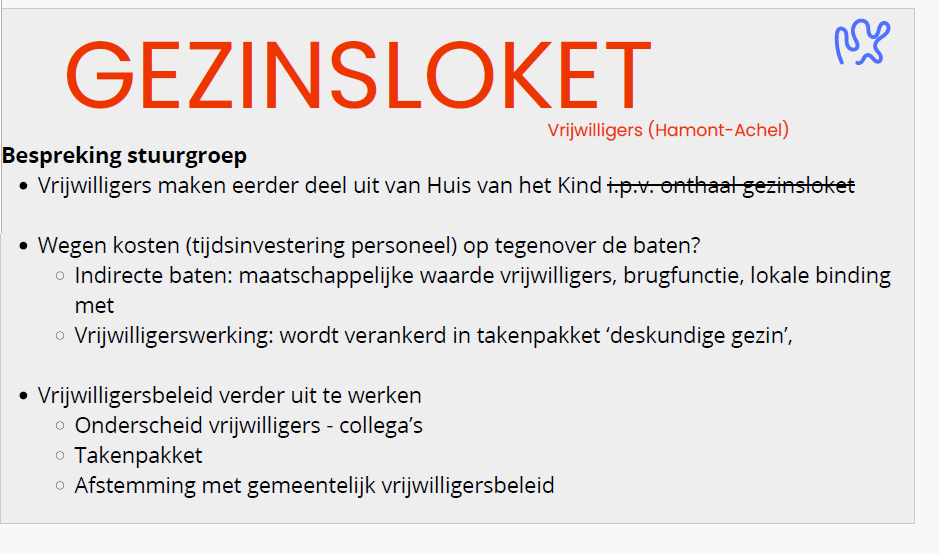 GEZINSLOKET
Vrijwilligers (Hamont-Achel)
Bespreking stuurgroep
Vrijwilligers maken eerder deel uit van Huis van het Kind i.p.v. onthaal gezinsloket
Wegen kosten (tijdsinvestering personeel) op tegenover de baten?
Indirecte baten: maatschappelijke waarde vrijwilligers, brugfunctie, lokale binding
met
Vrijwilligerswerking: wordt verankerd in takenpakket ‘deskundige gezin’,
Vrijwilligersbeleid verder uit te werken
Onderscheid vrijwilligers - collega’s
Takenpakket
Afstemming met gemeentelijk vrijwilligersbeleid